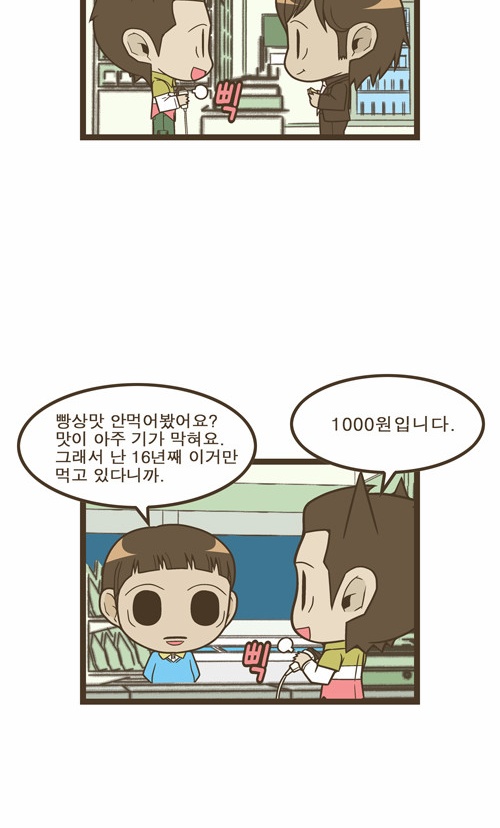 삑
빵상맛 안먹어봤어요?
맛이 아주 기가 막혀요.
그래서 난 16년째 이거만
먹고 있다니까.
1000원입니다.
삑